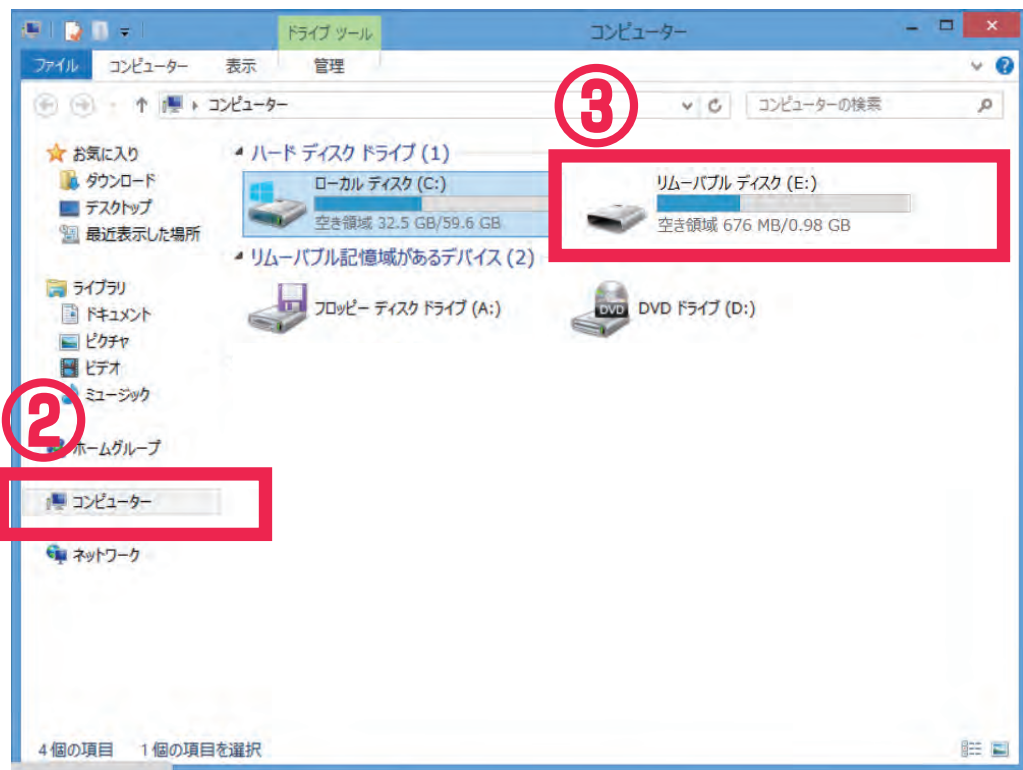 ドライブ ツール
コンピューター
ファイル
コンピューター
表示
管理
コンピューター
③
コンピューターの検索
お気に入り
ダウンロード
デスクトップ
最近表示した場所
ライブラリ
ドキュメント
ピクチャ
ビデオ
ミュージック
②
ホームグループ
コンピューター
ネットワーク
ハード ディスク ドライブ (1)
ローカル ディスク (C:)
空き領域 32.5 GB/59.6 GB
リムーバブル ディスク (E:)
空き領域 676 MB/0.98 GB
リムーバブル記憶域があるデバイス (2)
フロッピー ディスク ドライブ (A:)
DVD
DVD ドライブ (D:)
4 個の項目
1 個の項目を選択